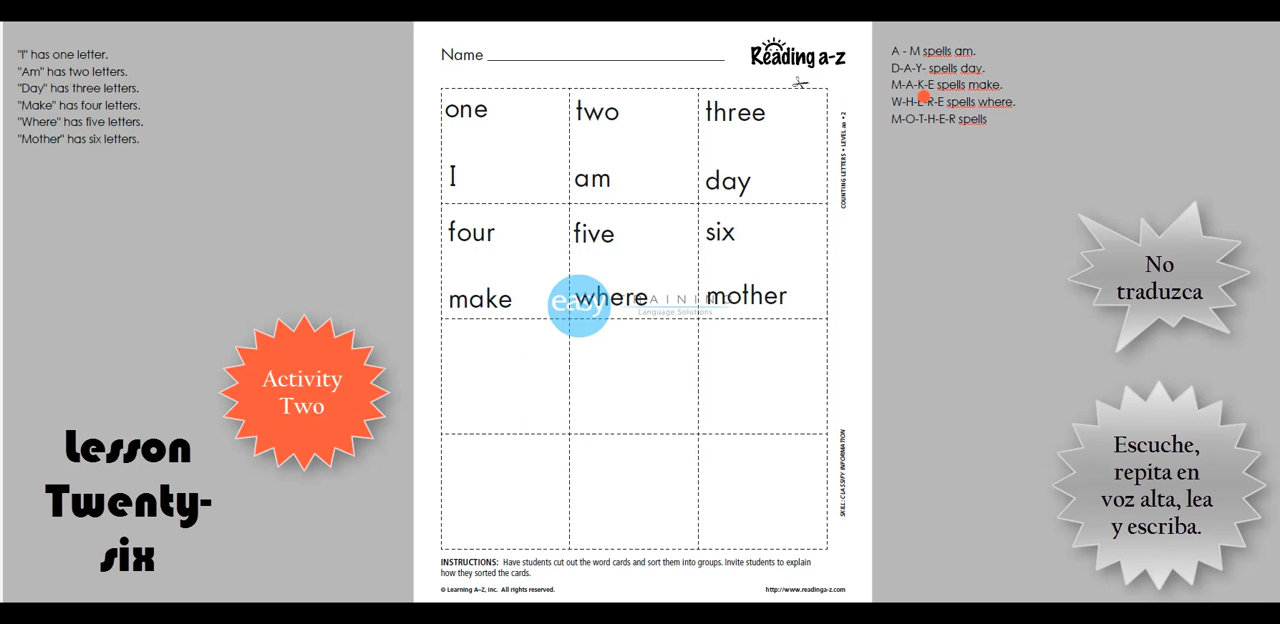 "I" has one letter.
"Am" has two letters.
"Day" has three letters.
"Make" has four letters.
"Where" has five letters.
"Mother" has six letters.
Activity
Two
Lesson
Twenty-
six
Name
Reading a-z
one two three
I am day
four five six
make where mother
easy TRAINING
Language Solutions
COUNTING LETTERS • LEVEL aa • 2
SKILL: CLASSIFY INFORMATION
INSTRUCTIONS: Have students cut out the word cards and sort them into groups. Invite students to explain
how they sorted the cards.
© Learning A–Z, Inc. All rights reserved. http://www.readinga-z.com
A - M spells am.
D-A-Y- spells day.
M-A-K-E spells make.
W-H-E-R-E spells where.
M-O-T-H-E-R spells
No
traduzca
Escuche,
repita en
voz alta, lea
y escriba.